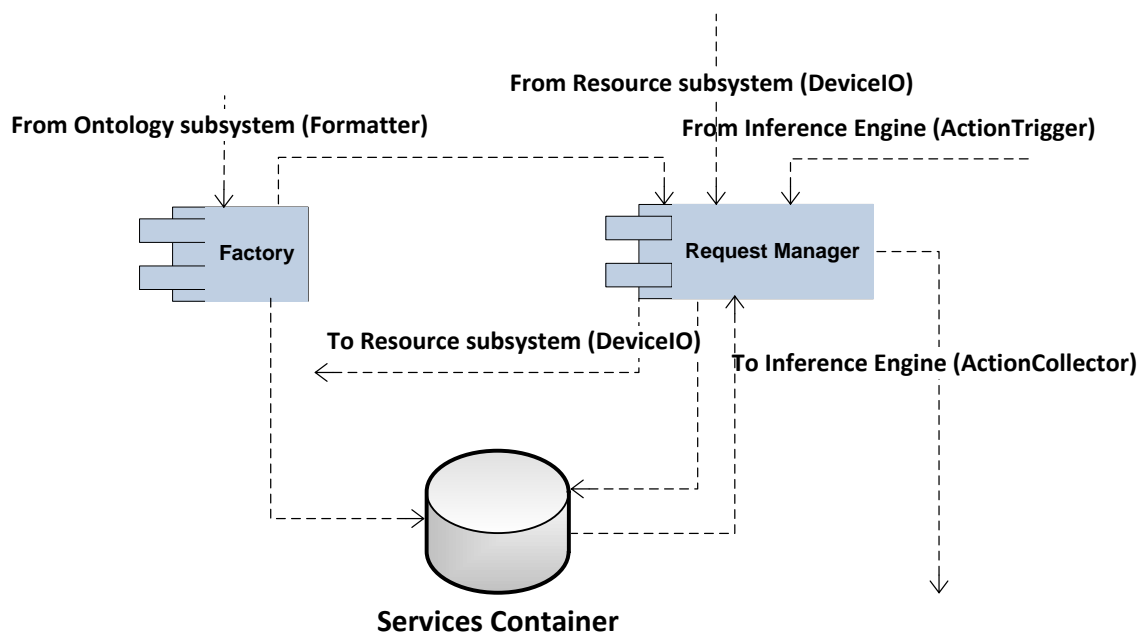 From Resource subsystem (DeviceIO)
From Ontology subsystem (Formatter)
From Inference Engine (ActionTrigger)
Factory
Request Manager
To Resource subsystem (DeviceIO)
To Inference Engine (ActionCollector)
Services Container